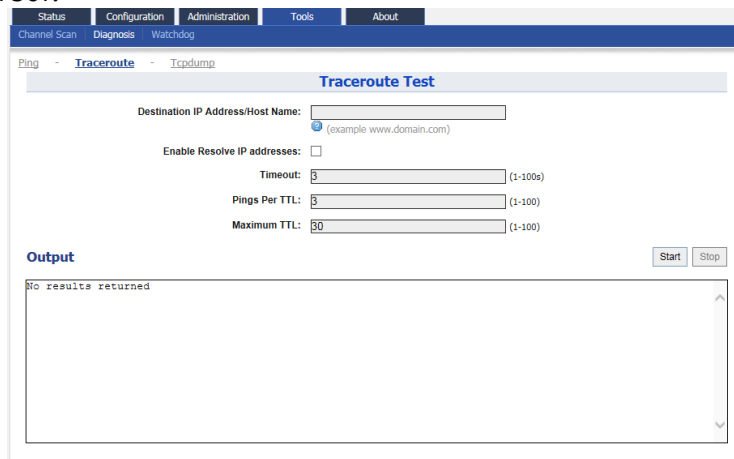 Status Configuration Administration Tools About
Channel Scan Diagnosis Watchdog
Ping - Traceroute - Tcpdump
Traceroute Test
Destination IP Address/Host Name:
(example www.domain.com)
Enable Resolve IP addresses:
Timeout: 3 (1-100s)
Pings Per TTL: 3 (1-100)
Maximum TTL: 30 (1-100)
Output Start Stop
No results returned